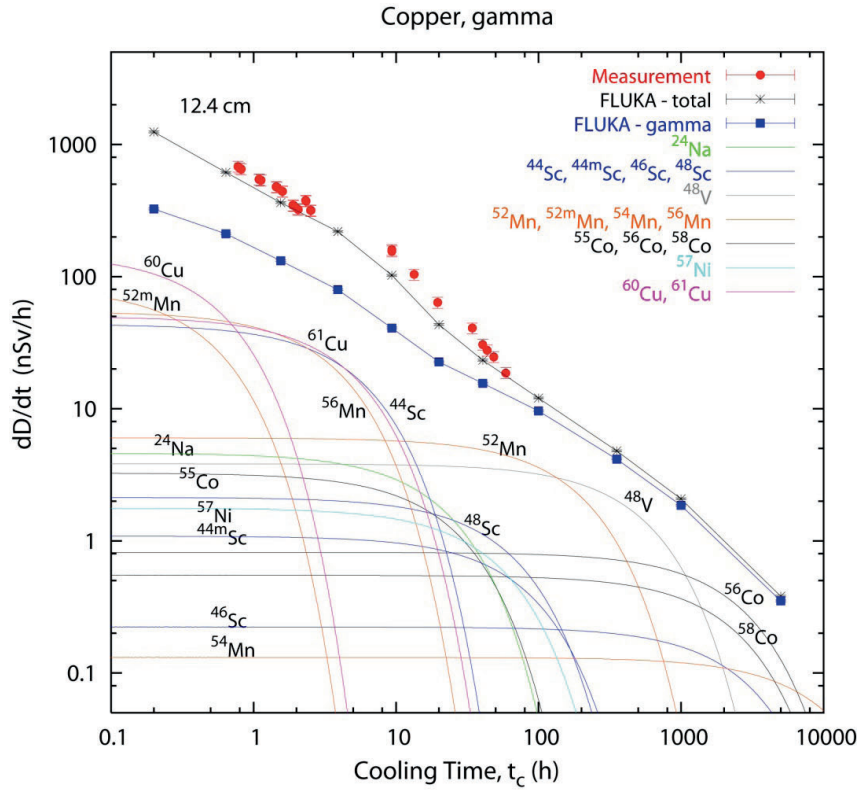 Copper, gamma
12.4 cm
Measurement
FLUKA - total
FLUKA - gamma
²⁴Na
⁴⁴Sc, ⁴⁴ᵐSc, ⁴⁶Sc, ⁴⁸Sc
⁴⁸V
⁵²Mn, ⁵²ᵐMn, ⁵⁴Mn, ⁵⁶Mn
⁵⁵Co, ⁵⁶Co, ⁵⁸Co
⁵⁷Ni
⁶⁰Cu, ⁶¹Cu
1000
100
10
1
0.1
dD/dt (nSv/h)
⁶⁰Cu
⁵²ᵐMn
⁶¹Cu
⁵⁶Mn
⁴⁴Sc
²⁴Na
⁵²Mn
⁵⁵Co
⁴⁸V
⁵⁷Ni
⁴⁸Sc
⁴⁴ᵐSc
⁵⁶Co
⁵⁸Co
⁴⁶Sc
⁵⁴Mn
0.1 1 10 100 1000 10000
Cooling Time, t_c (h)